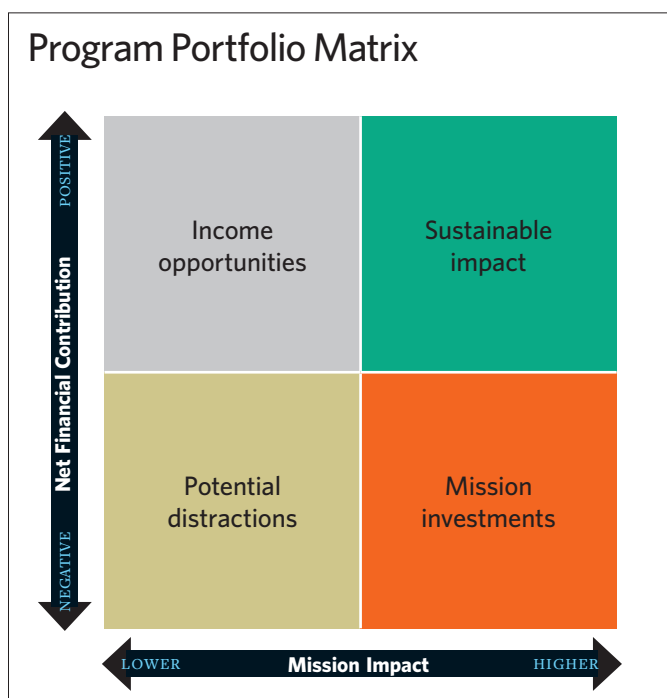 Program Portfolio Matrix
POSITIVE
Net Financial Contribution
NEGATIVE
Income
opportunities
Sustainable
impact
Potential
distractions
Mission
investments
LOWER
Mission Impact
HIGHER